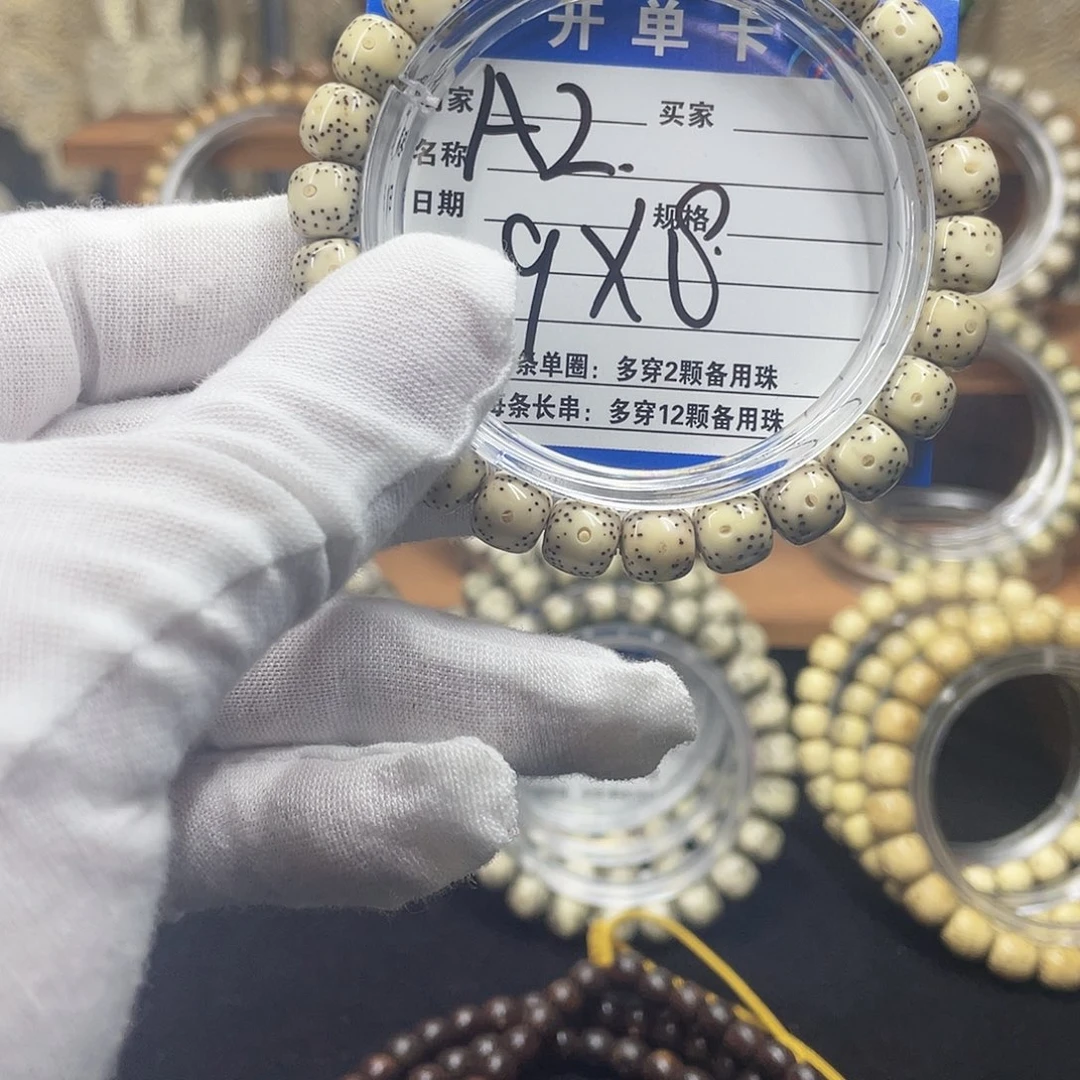 开单卡
家 A2. 买家
名称
日期 规格
9X8
条单圈：多穿2颗备用珠
每条长串：多穿12颗备用珠